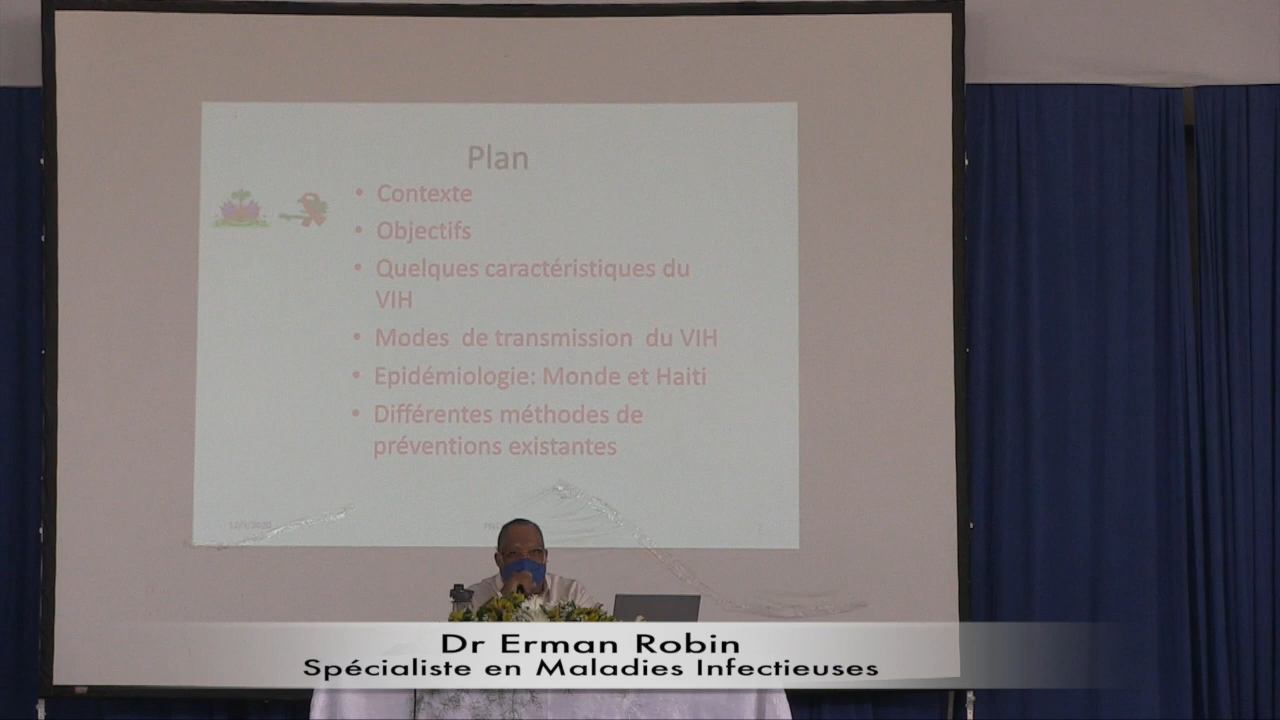 Plan
• Contexte
• Objectifs
• Quelques caractéristiques du
VIH
• Modes de transmission du VIH
• Epidémiologie: Monde et Haiti
• Différentes méthodes de
préventions existantes
Dr Erman Robin
Spécialiste en Maladies Infectieuses